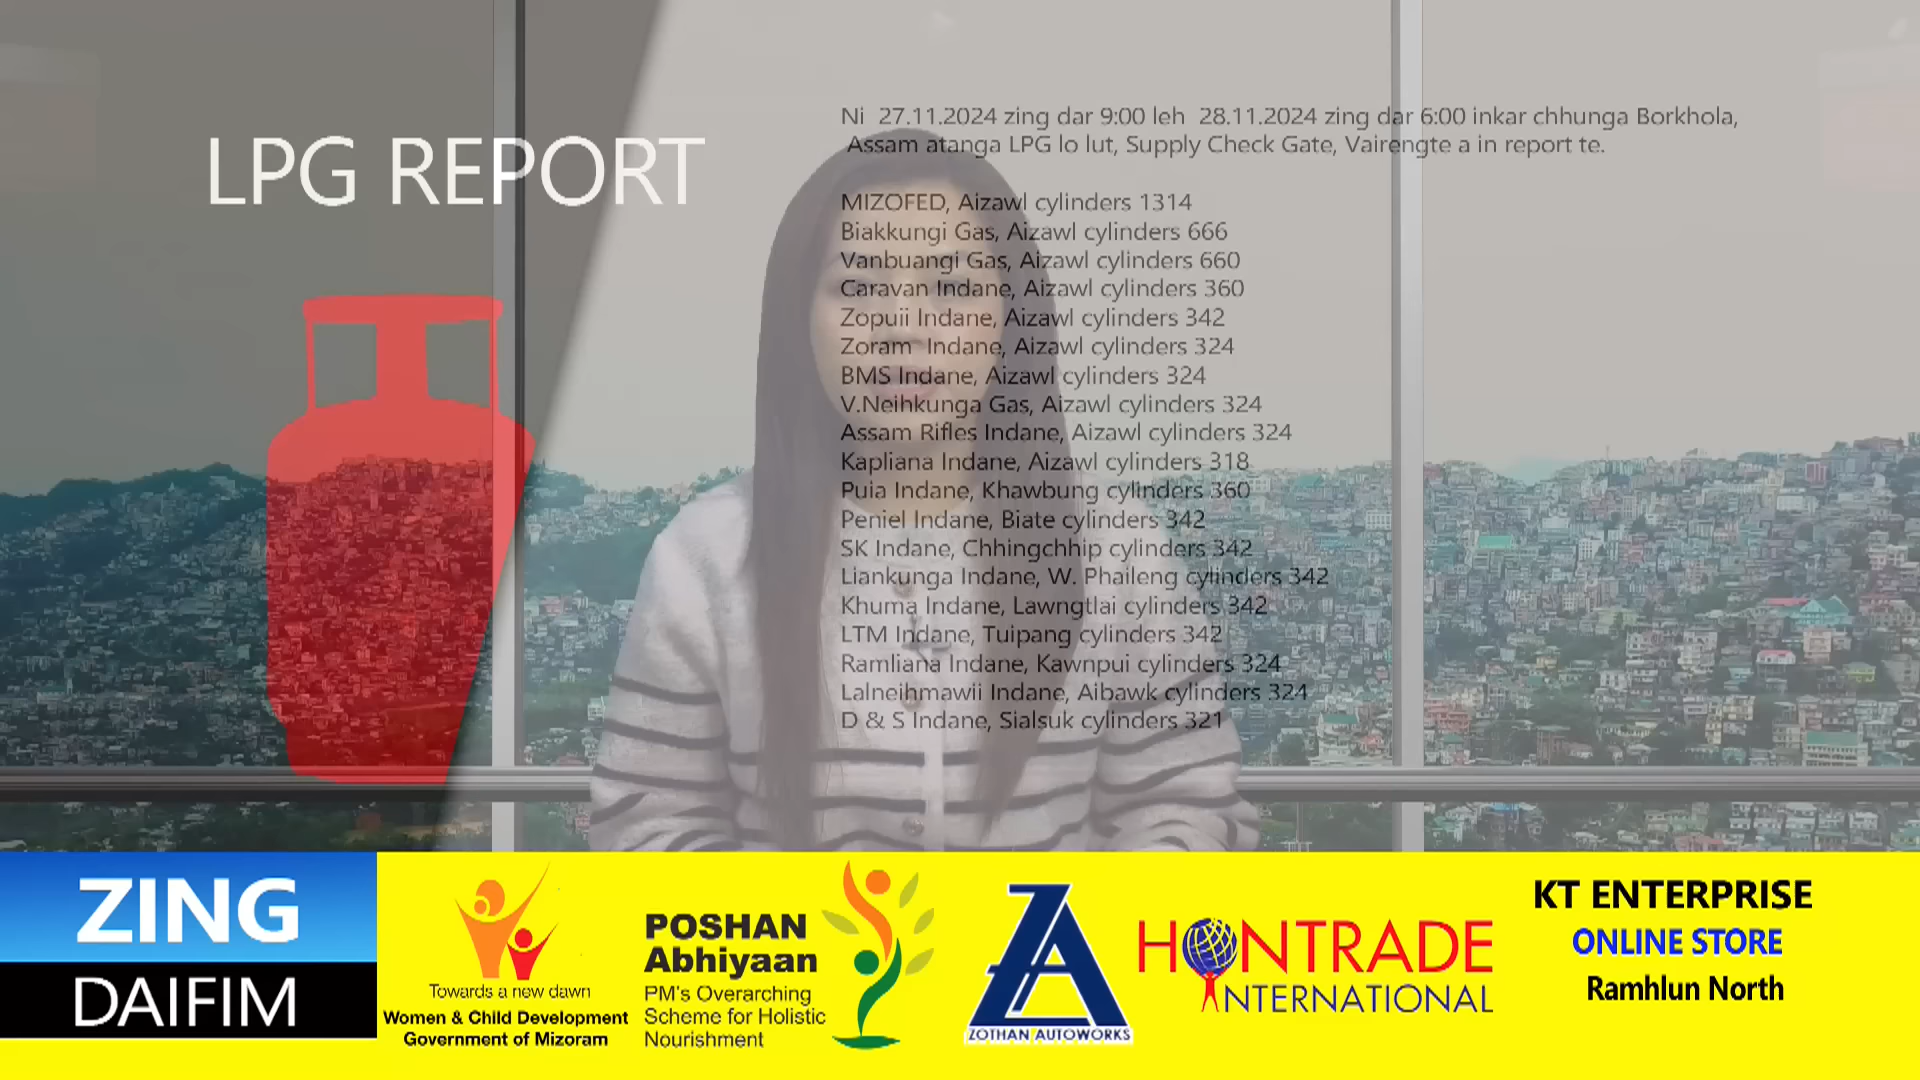 LPG REPORT
Ni 27.11.2024 zing dar 9:00 leh 28.11.2024 zing dar 6:00 inkar chhunga Borkhola,
Assam atanga LPG lo lut, Supply Check Gate, Vairengte a in report te.
MIZOFED, Aizawl cylinders 1314
Biakkungi Gas, Aizawl cylinders 666
Vanbuangi Gas, Aizawl cylinders 660
Caravan Indane, Aizawl cylinders 360
Zopuii Indane, Aizawl cylinders 342
Zoram Indane, Aizawl cylinders 324
BMS Indane, Aizawl cylinders 324
V.Neihkunga Gas, Aizawl cylinders 324
Assam Rifles Indane, Aizawl cylinders 324
Kapliana Indane, Aizawl cylinders 318
Puia Indane, Khawbung cylinders 360
Peniel Indane, Biate cylinders 342
SK Indane, Chhingchhip cylinders 342
Liankunga Indane, W. Phaileng cylinders 342
Khuma Indane, Lawngtlai cylinders 342
LTM Indane, Tuipang cylinders 342
Ramliana Indane, Kawnpui cylinders 324
Lalneihmawii Indane, Aibawk cylinders 324
D & S Indane, Sialsuk cylinders 321
ZING
DAIFIM
Towards a new dawn
Women & Child Development
Government of Mizoram
POSHAN
Abhiyaan
PM's Overarching
Scheme for Holistic
Nourishment
ZA
ZOTHAN AUTOWORKS
HONTRADE
INTERNATIONAL
KT ENTERPRISE
ONLINE STORE
Ramhlun North